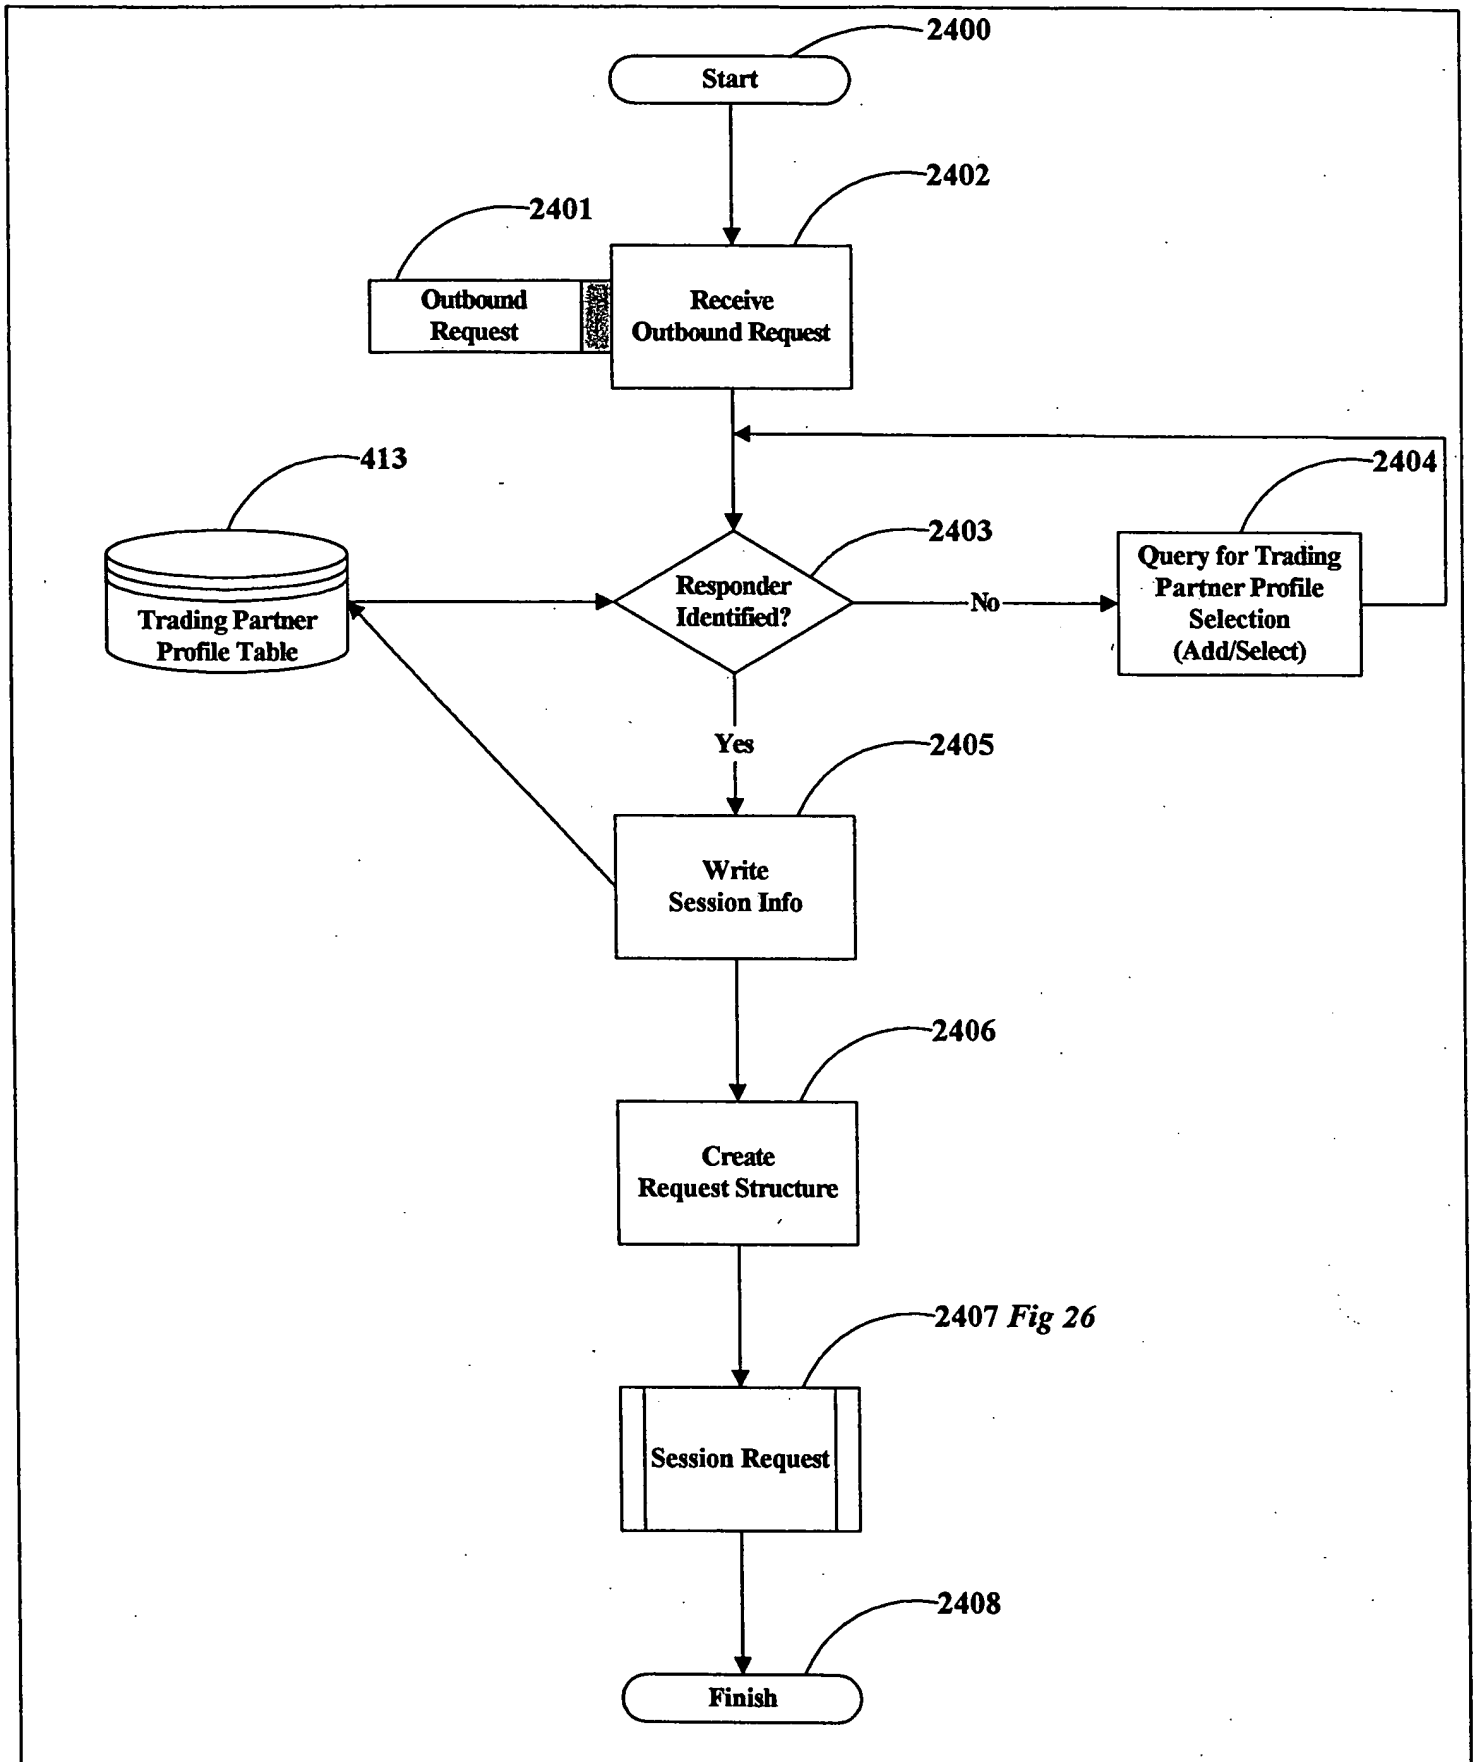 2400
Start
2402
2401
Outbound
Request
Receive
Outbound Request
413
2404
2403
Trading Partner
Profile Table
Responder
Identified?
No
Query for Trading
Partner Profile
Selection
(Add/Select)
Yes
2405
Write
Session Info
2406
Create
Request Structure
2407 Fig 26
Session Request
2408
Finish